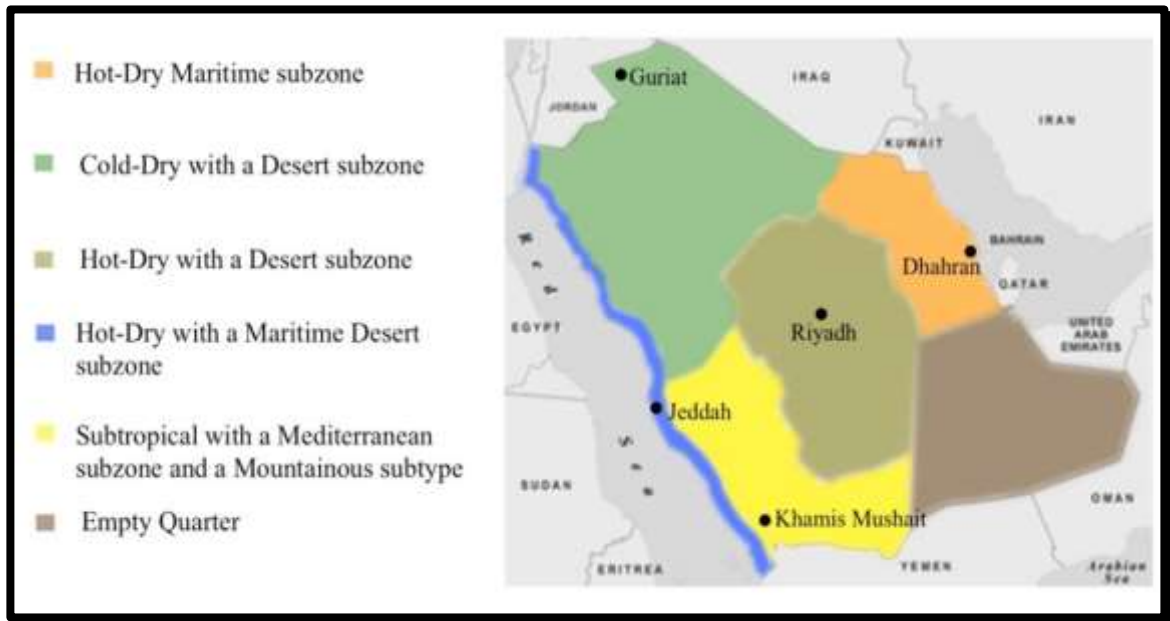 Hot-Dry Maritime subzone
Cold-Dry with a Desert subzone
Hot-Dry with a Desert subzone
Hot-Dry with a Maritime Desert
subzone
Subtropical with a Mediterranean
subzone and a Mountainous subtype
Empty Quarter
Guriat
IRAQ
JORDAN
IRAN
KUWAIT
BAHRAIN
Dhahran
QATAR
EGYPT
Riyadh
UNITED
ARAB
EMIRATES
Jeddah
SUDAN
OMAN
Khamis Mushait
ERITREA
YEMEN
Arabian
Sea